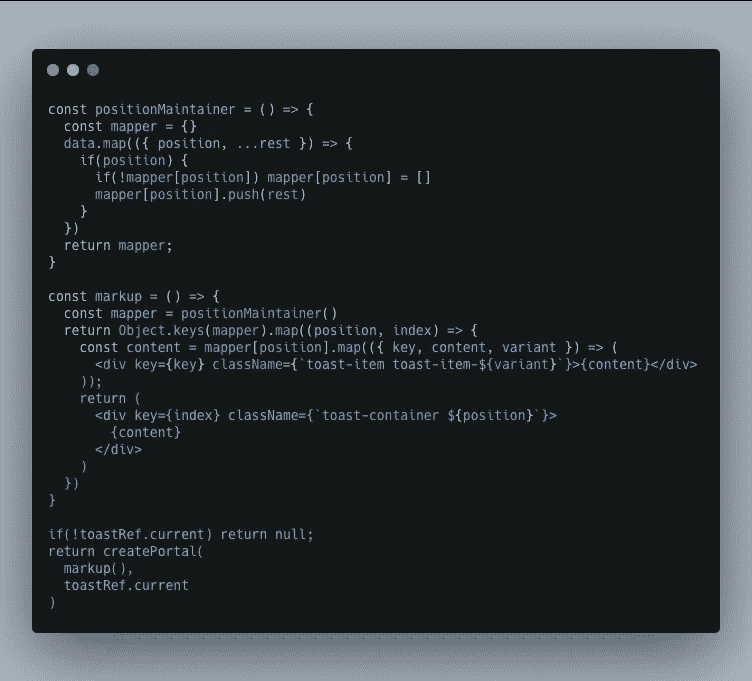 const positionMaintainer = () => {
  const mapper = {}
  data.map(({ position, ...rest }) => {
    if(position) {
      if(!mapper[position]) mapper[position] = []
      mapper[position].push(rest)
    }
  })
  return mapper;
}

const markup = () => {
  const mapper = positionMaintainer()
  return Object.keys(mapper).map((position, index) => {
    const content = mapper[position].map(({ key, content, variant }) => (
      <div key={key} className={`toast-item toast-item-${variant}`}>{content}</div>
    ));
    return (
      <div key={index} className={`toast-container ${position}`}>
        {content}
      </div>
    )
  })
}

if(!toastRef.current) return null;
return createPortal(
  markup(),
  toastRef.current
)